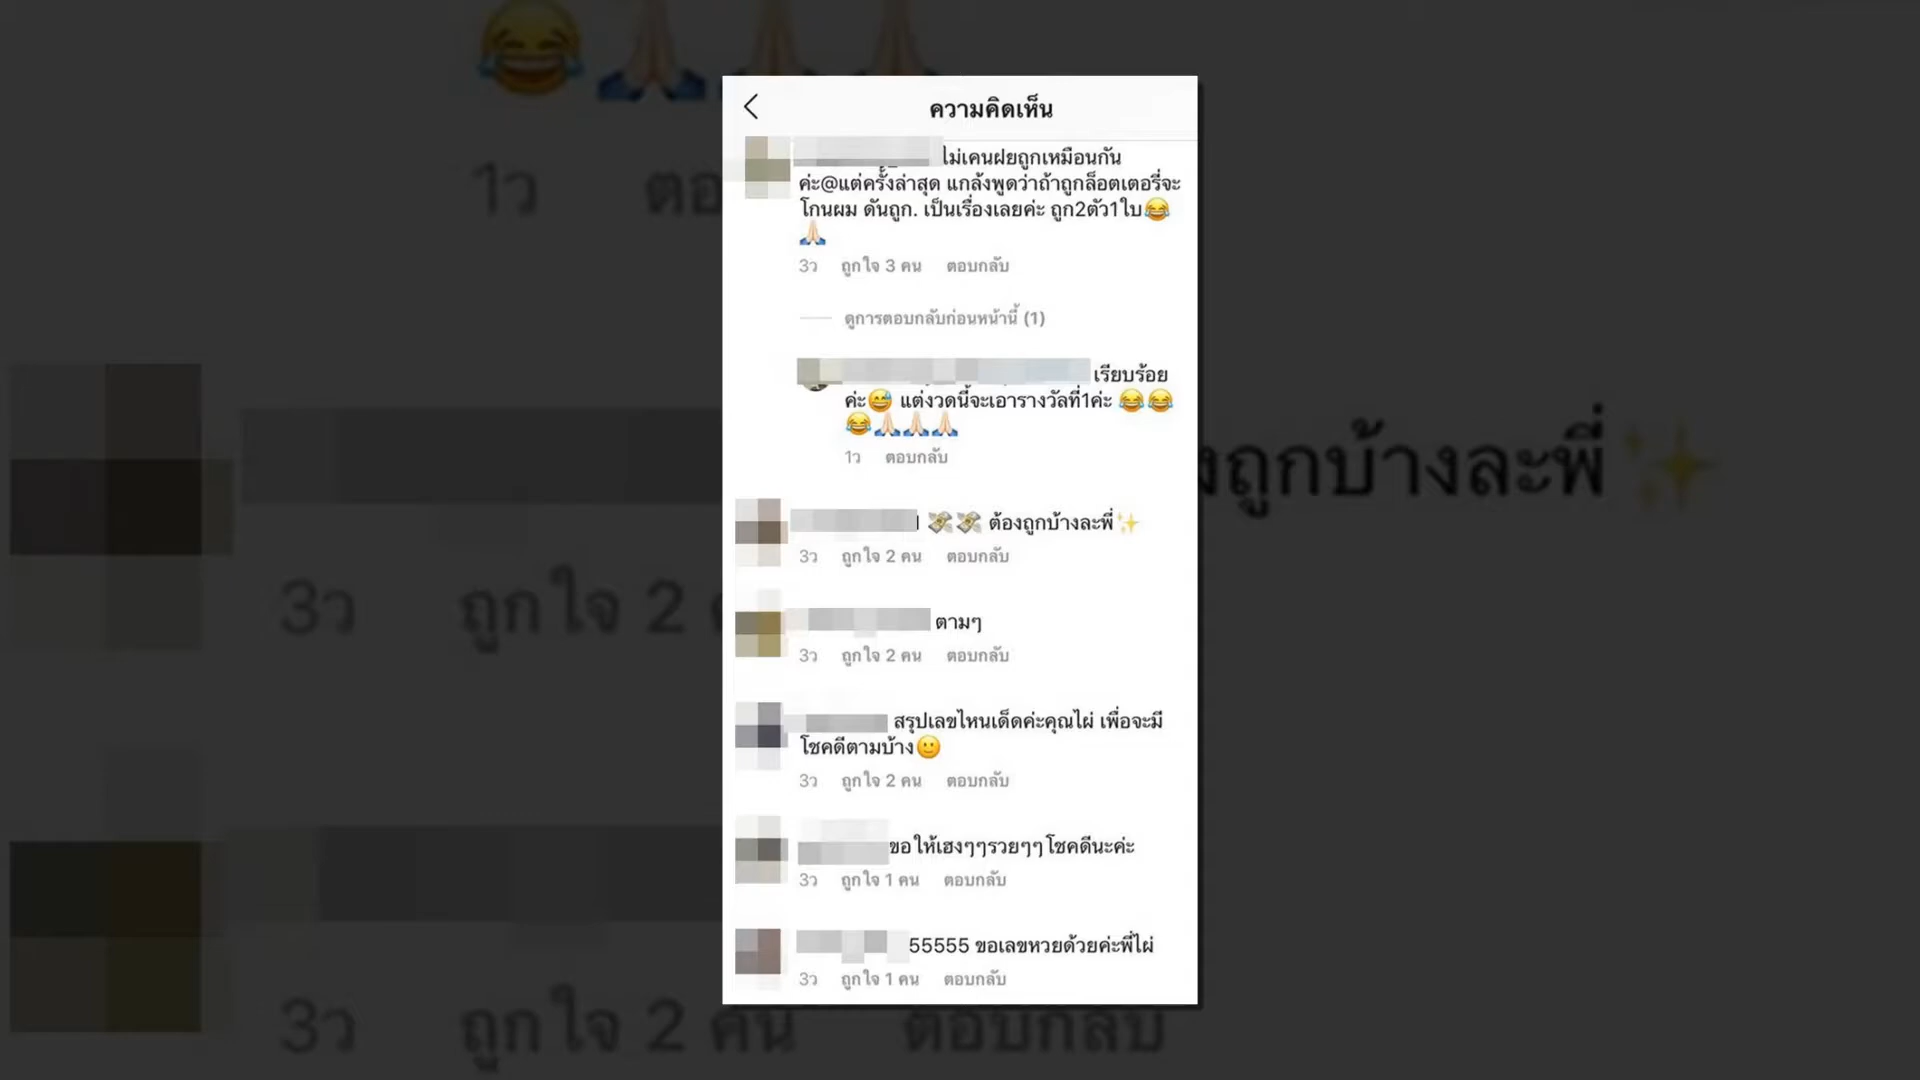 ความคิดเห็น
ไม่เคนฝยถูกเหมือนกัน
ค่ะ@แต่ครั้งล่าสุด แกล้งพูดว่าถ้าถูกล็อตเตอรี่จะ
โกนผม ดันถูก. เป็นเรื่องเลยค่ะ ถูก2ตัว1ใบ😂
🙏🏻
3ว ถูกใจ 3 คน ตอบกลับ
ดูการตอบกลับก่อนหน้านี้ (1)
เรียบร้อย
ค่ะ😅 แต่งวดนี้จะเอารางวัลที่1ค่ะ 😂😂
😂🙏🏻🙏🏻🙏🏻
1ว ตอบกลับ
💸💸 ต้องถูกบ้างละพี่✨
3ว ถูกใจ 2 คน ตอบกลับ
ตามๆ
3ว ถูกใจ 2 คน ตอบกลับ
สรุปเลขไหนเด็ดค่ะคุณไผ่ เพื่อจะมี
โชคดีตามบ้าง🙂
3ว ถูกใจ 2 คน ตอบกลับ
ขอให้เฮงๆๆรวยๆๆโชคดีนะค่ะ
3ว ถูกใจ 1 คน ตอบกลับ
55555 ขอเลขหวยด้วยค่ะพี่ไผ่
3ว ถูกใจ 1 คน ตอบกลับ